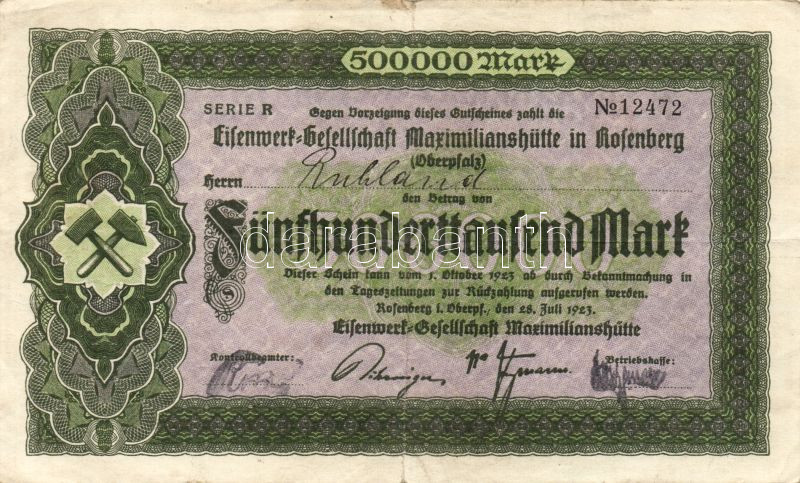 500000 Mark
SERIE R Gegen Vorzeigung dieses Gutscheines zahlt die №12472
Eisenwerk-Gesellschaft Maximilianshütte in Rosenberg
(Oberpfalz)
Herrn Ruhland
den Betrag von
Fünfhunderttausend Mark
darabanth
Dieser Schein kann vom 1. Oktober 1923 ab durch Bekanntmachung in
den Tageszeitungen zur Rückzahlung aufgerufen werden.
Rosenberg i. Oberpf., den 28. Juli 1923.
Eisenwerk-Gesellschaft Maximilianshütte
Kontrollbeamter: Betriebskasse: